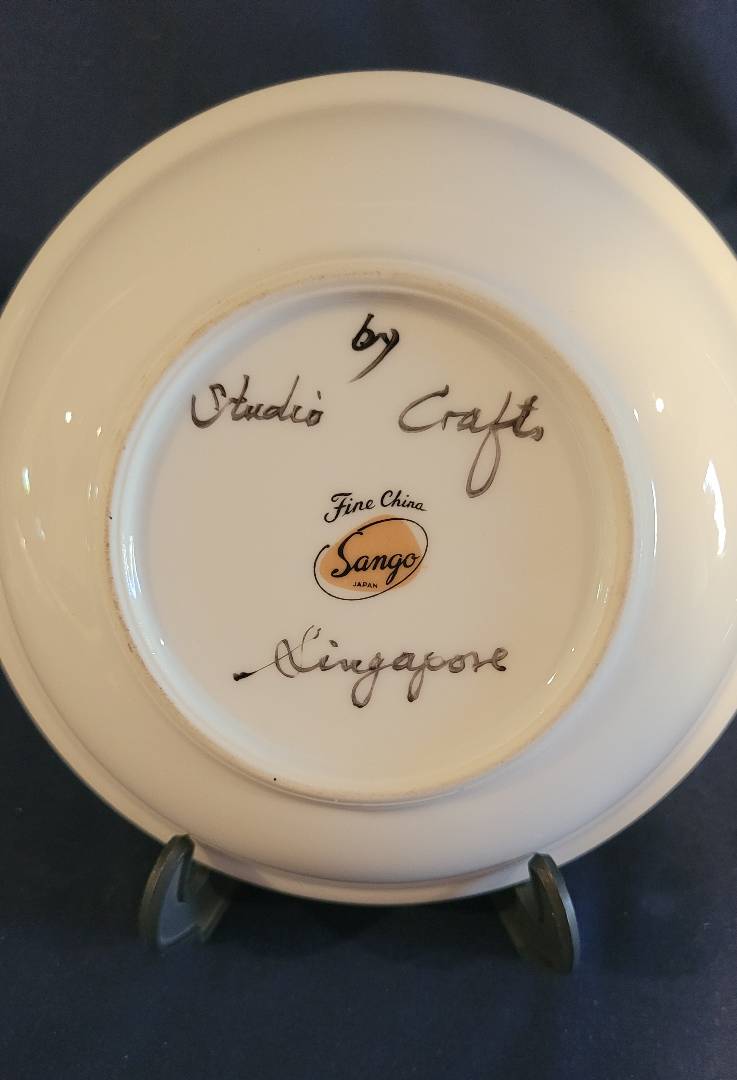 by
Studio Crafts
Fine China
Sango
JAPAN
Singapore